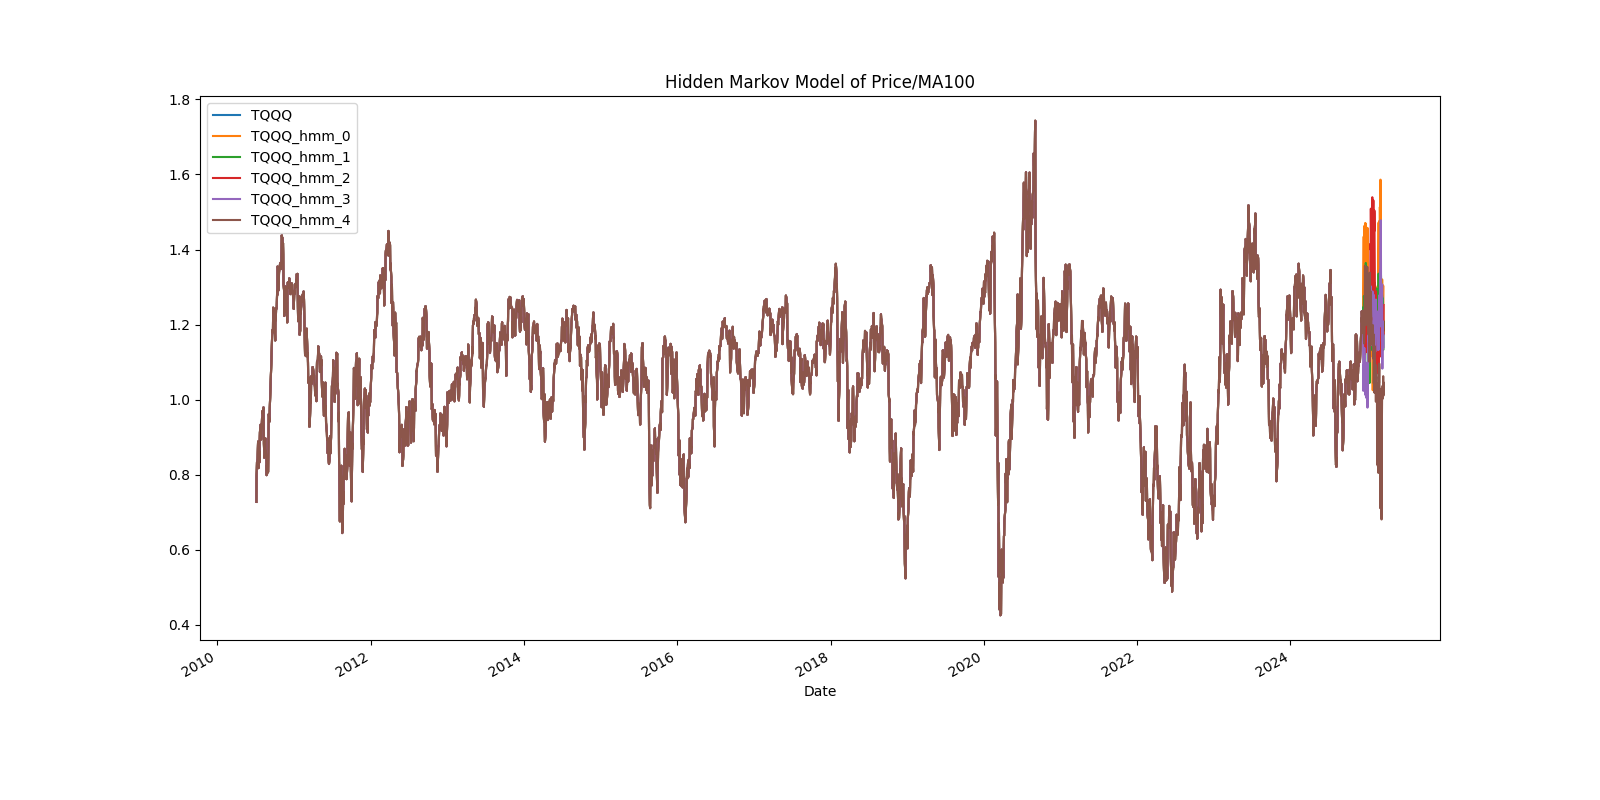 Hidden Markov Model of Price/MA100
1.8
1.6
1.4
1.2
1.0
0.8
0.6
0.4
TQQQ
TQQQ_hmm_0
TQQQ_hmm_1
TQQQ_hmm_2
TQQQ_hmm_3
TQQQ_hmm_4
2010 2012 2014 2016 2018 2020 2022 2024
Date